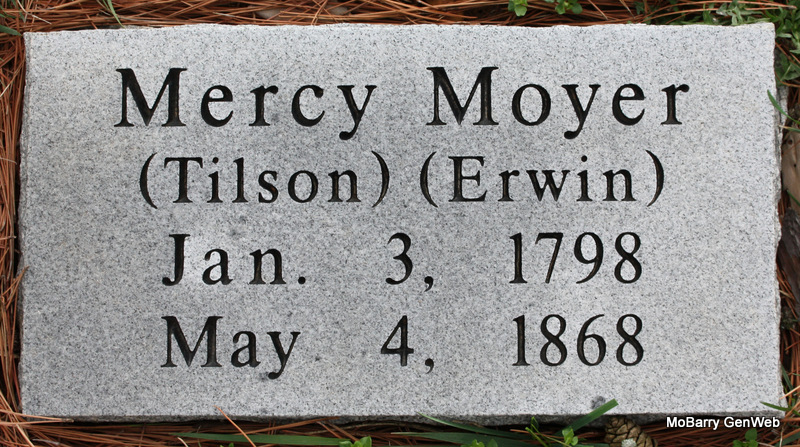 Mercy Moyer
(Tilson) (Erwin)
Jan. 3, 1798
May 4, 1868
MoBarry GenWeb